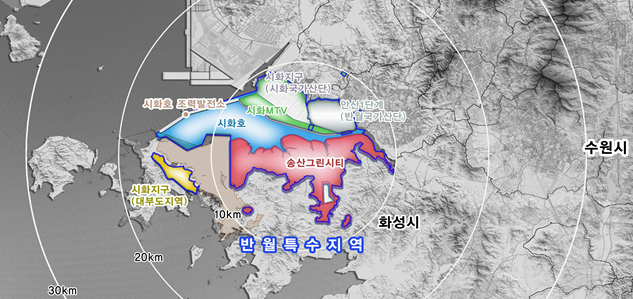 시화지구
(시화국가산단)
시화호 조력발전소
시화MTV
안산1단계
(반월국가산단)
시화호
수원시
송산그린시티
시화지구
(대부도지역)
10km
화성시
반월특수지역
20km
30km